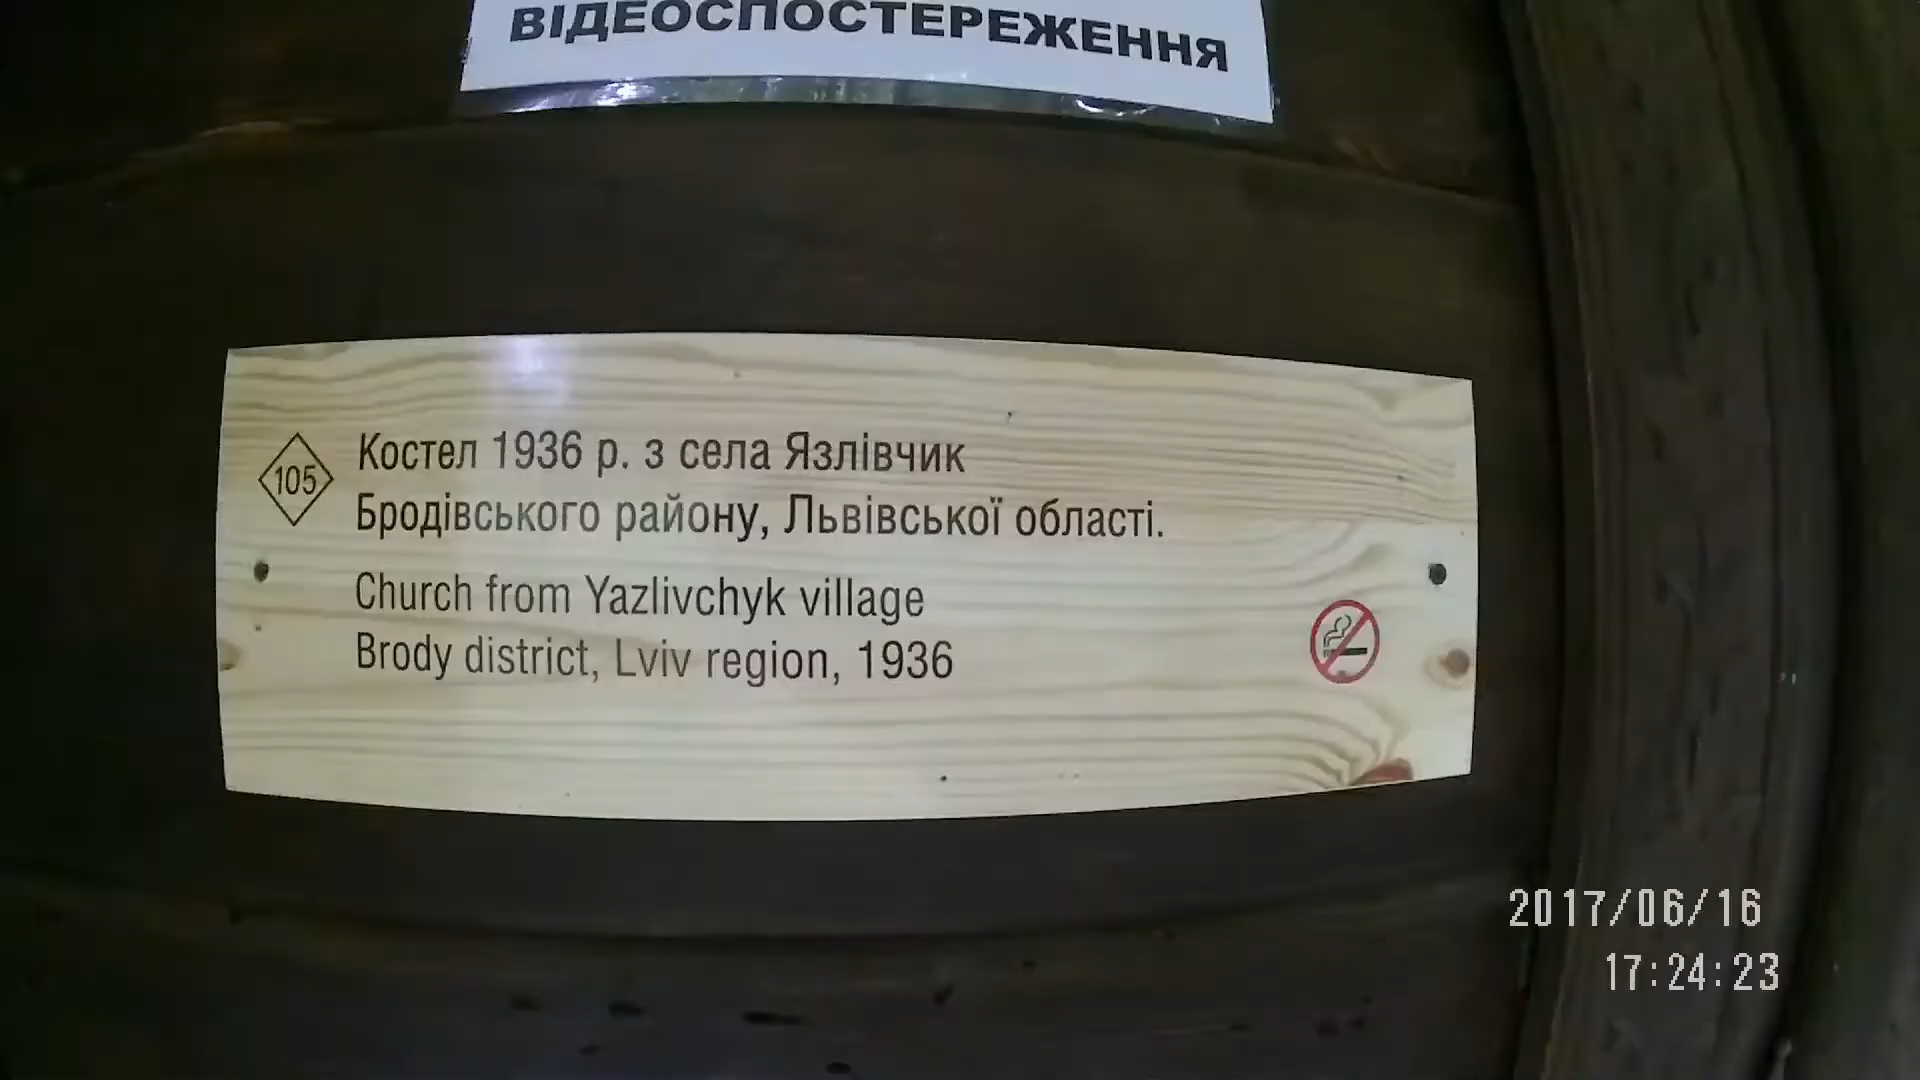 ВІДЕОСПОСТЕРЕЖЕННЯ
105
Костел 1936 р. з села Язлівчик
Бродівського району, Львівської області.
Church from Yazlivchyk village
Brody district, Lviv region, 1936
2017/06/16
17:24:23